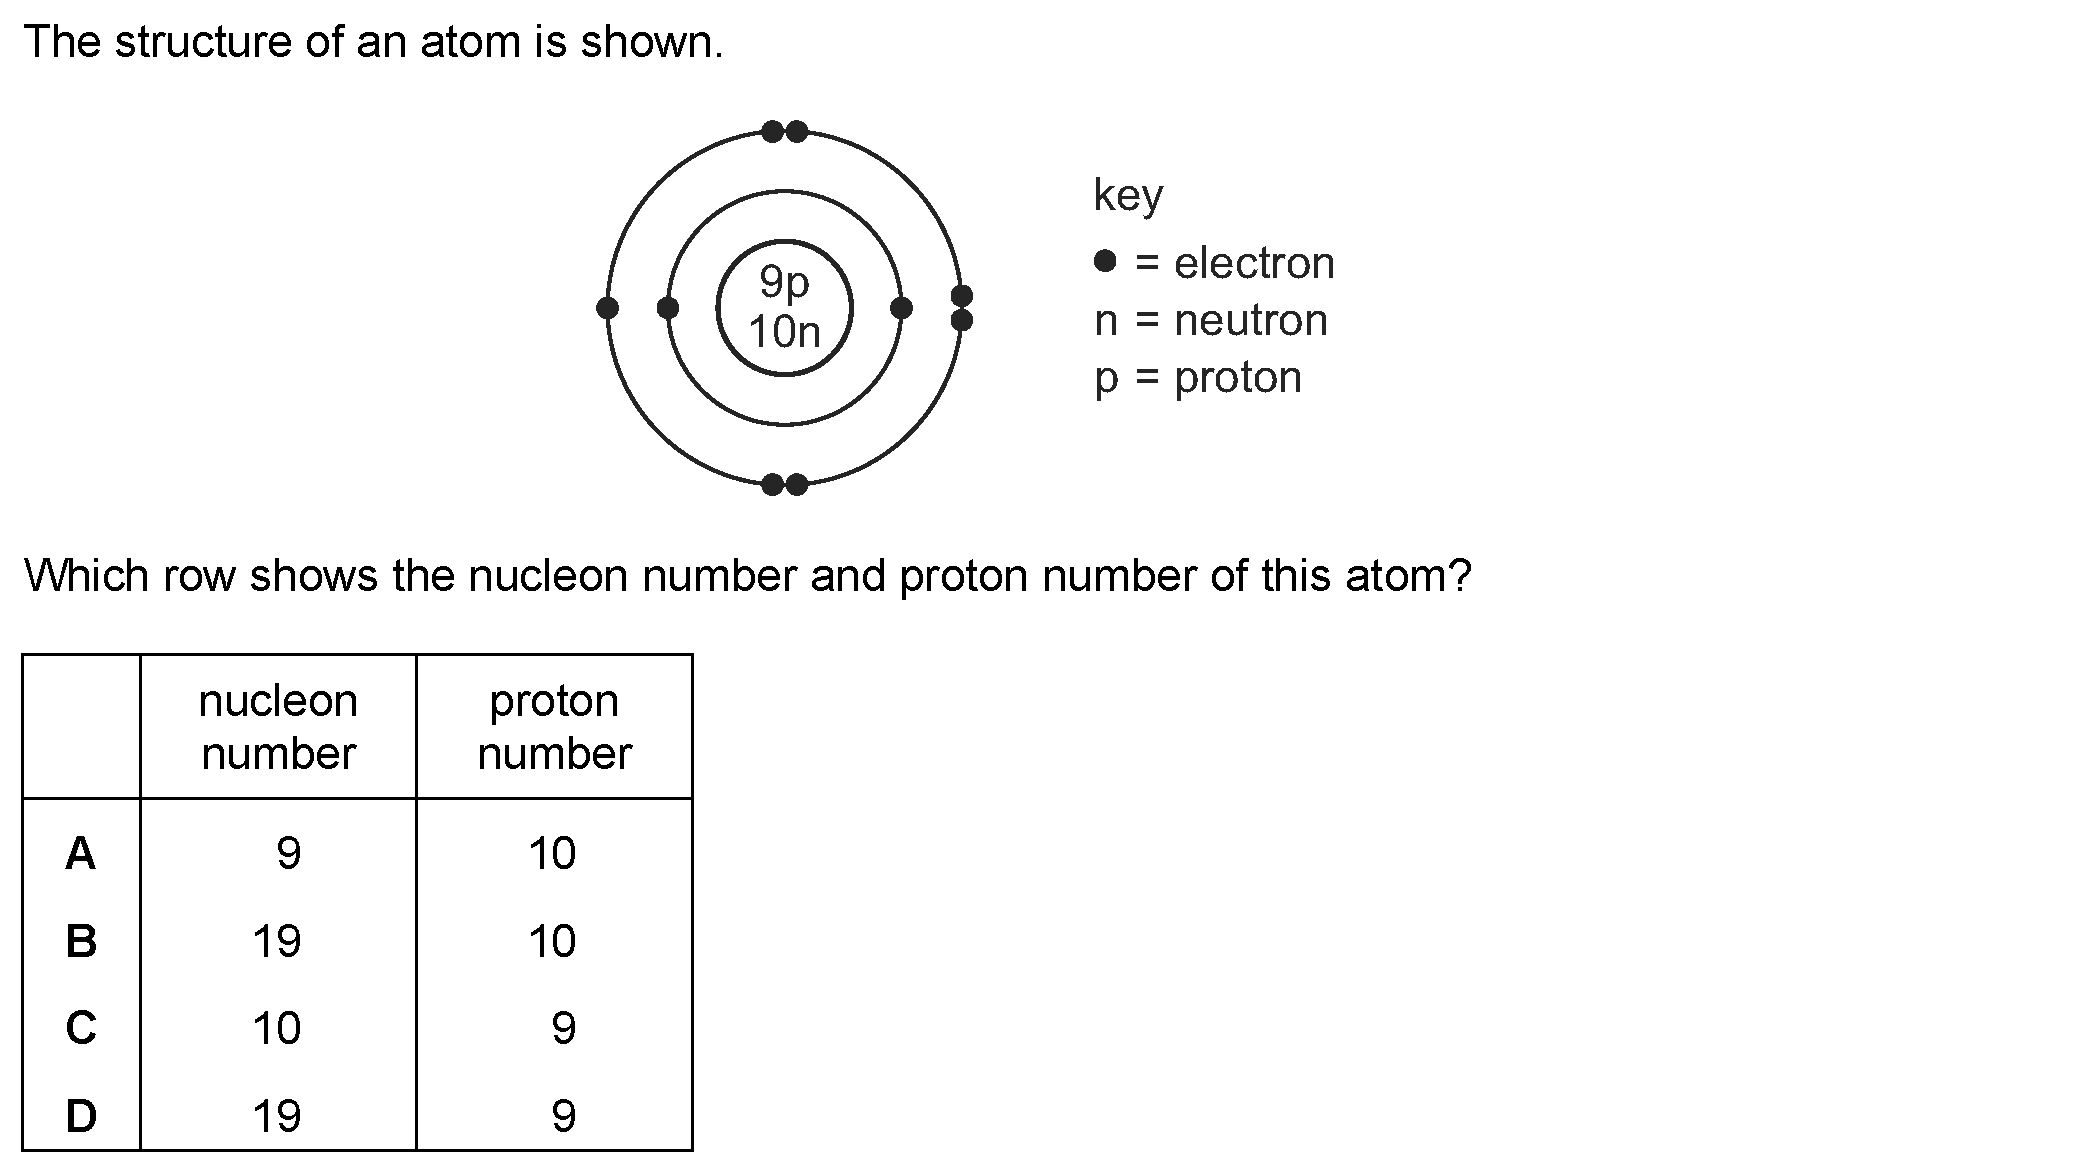 The structure of an atom is shown.
9p
10n
key
= electron
n = neutron
p = proton
Which row shows the nucleon number and proton number of this atom?
nucleon number proton number
A 9 10
B 19 10
C 10 9
D 19 9